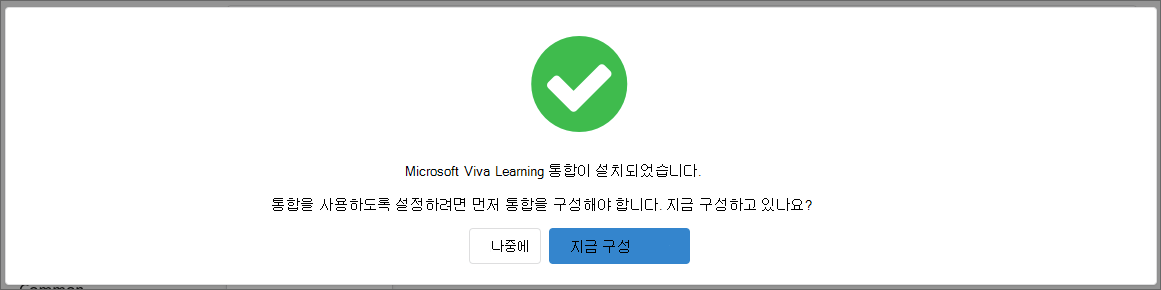 Microsoft Viva Learning 통합이 설치되었습니다.
통합을 사용하도록 설정하려면 먼저 통합을 구성해야 합니다. 지금 구성하고 있나요?
나중에 지금 구성